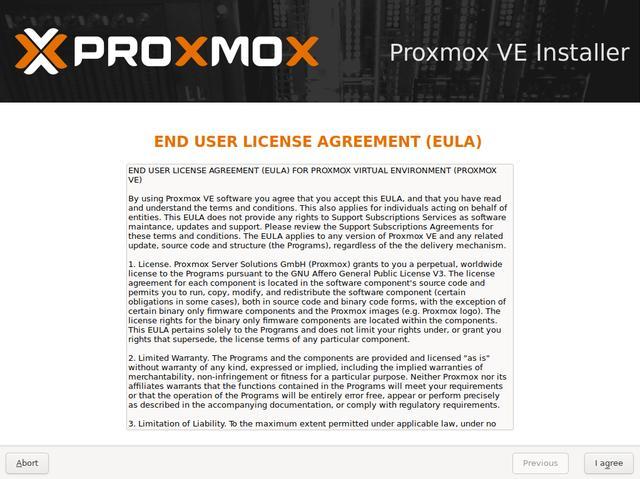 PROXMOX
Proxmox VE Installer
END USER LICENSE AGREEMENT (EULA)
END USER LICENSE AGREEMENT (EULA) FOR PROXMOX VIRTUAL ENVIRONMENT (PROXMOX
VE)
By using Proxmox VE software you agree that you accept this EULA, and that you have read
and understand the terms and conditions. This also applies for individuals acting on behalf of
entities. This EULA does not provide any rights to Support Subscriptions Services as software
maintance, updates and support. Please review the Support Subscriptions Agreements for
these terms and conditions. The EULA applies to any version of Proxmox VE and any related
update, source code and structure (the Programs), regardless of the the delivery mechanism.
1. License. Proxmox Server Solutions GmbH (Proxmox) grants to you a perpetual, worldwide
license to the Programs pursuant to the GNU Affero General Public License V3. The license
agreement for each component is located in the software component's source code and
permits you to run, copy, modify, and redistribute the software component (certain
obligations in some cases), both in source code and binary code forms, with the exception of
certain binary only fimware components and the Proxmox images (e.g. Proxmox logo). The
license rights for the binary only firmware components are located within the components.
This EULA pertains solely to the Programs and does not limit your rights under, or grant you
rights that supersede, the license terms of any particular component.
2. Limited Warranty. The Programs and the components are provided and licensed "as is"
without warranty of any kind, expressed or implied, including the implied warranties of
merchantability, non-infringement or fitness for a particular purpose. Neither Proxmox nor its
affiliates warrants that the functions contained in the Programs will meet your requirements
or that the operation of the Programs will be entirely error free, appear or perform precisely
as described in the accompanying documentation, or comply with regulatory requirements.
3. Limitation of Liability. To the maximum extent permitted under applicable law, under no
Abort
Previous
I agree